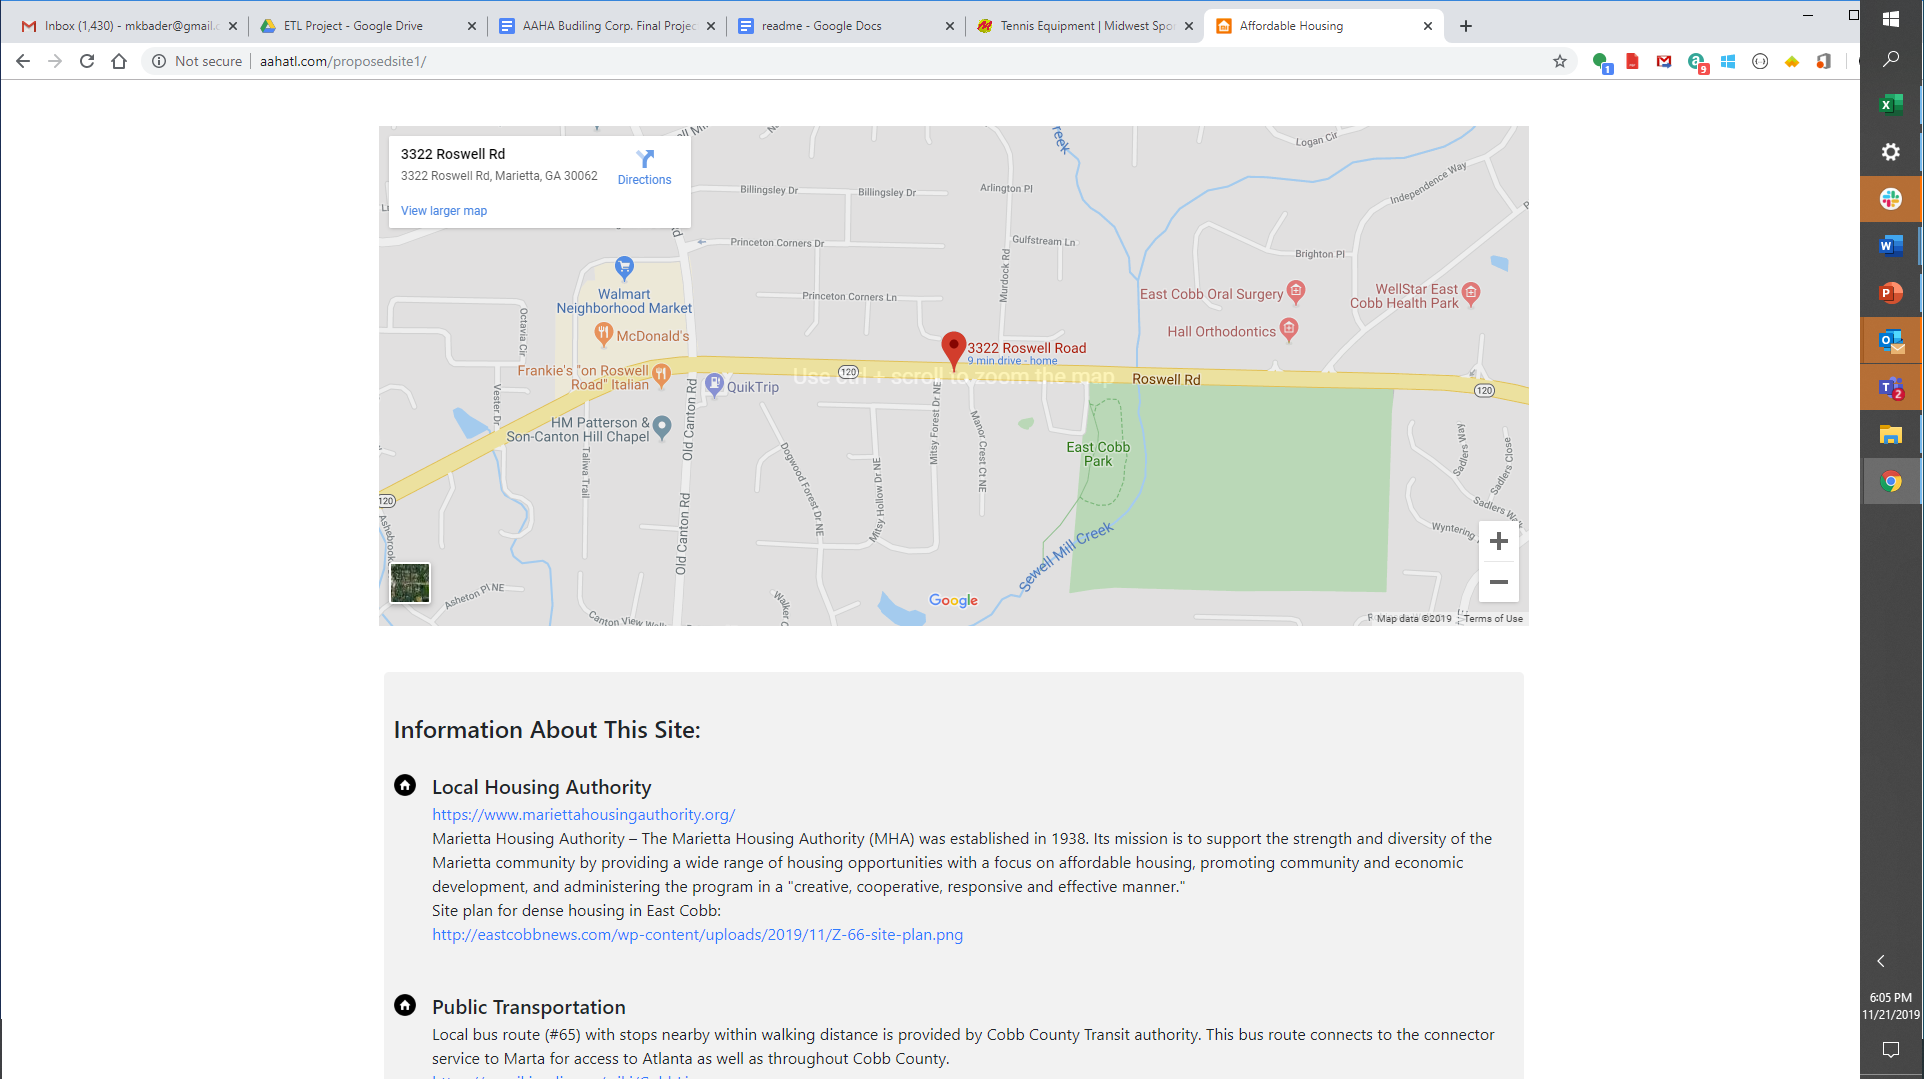 Inbox (1,430) - mkbader@gmail.c
ETL Project - Google Drive
AAHA Budiling Corp. Final Projec
readme - Google Docs
Tennis Equipment | Midwest Spo
Affordable Housing
Not secure
aahatl.com/proposedsite1/
1
9
3322 Roswell Rd
3322 Roswell Rd, Marietta, GA 30062
Directions
View larger map
Logan Cir
Independence Way
Billingsley Dr
Billingsley Dr
Arlington Pl
Princeton Corners Dr
Gulfstream Ln
Brighton Pl
Murdock Rd
Walmart
Neighborhood Market
Princeton Corners Ln
East Cobb Oral Surgery
WellStar East
Cobb Health Park
Octavia Cir
McDonald's
Hall Orthodontics
3322 Roswell Road
9 min drive - home
Frankie's "on Roswell
Road" Italian
120
Use ctrl + scroll to zoom the map
Roswell Rd
120
QuikTrip
Vester Dr
Old Canton Rd
HM Patterson &
Son-Canton Hill Chapel
Mitsy Forest Dr NE
Manor Crest Ct NE
East Cobb
Park
Sadlers Way
Sadlers Close
Dogwood Forest Dr NE
Mitsy Hollow Dr NE
Taliwa Trail
120
Old Canton Rd
Sadlers
Wyntering
Sewell Mill Creek
Ashebrook
Asheton Pl NE
Canton View
Walker
Google
Map data ©2019
Terms of Use
Information About This Site:
Local Housing Authority
https://www.mariettahousingauthority.org/
Marietta Housing Authority – The Marietta Housing Authority (MHA) was established in 1938. Its mission is to support the strength and diversity of the
Marietta community by providing a wide range of housing opportunities with a focus on affordable housing, promoting community and economic
development, and administering the program in a "creative, cooperative, responsive and effective manner."
Site plan for dense housing in East Cobb:
http://eastcobbnews.com/wp-content/uploads/2019/11/Z-66-site-plan.png
Public Transportation
Local bus route (#65) with stops nearby within walking distance is provided by Cobb County Transit authority. This bus route connects to the connector
service to Marta for access to Atlanta as well as throughout Cobb County.
2
6:05 PM
11/21/2019